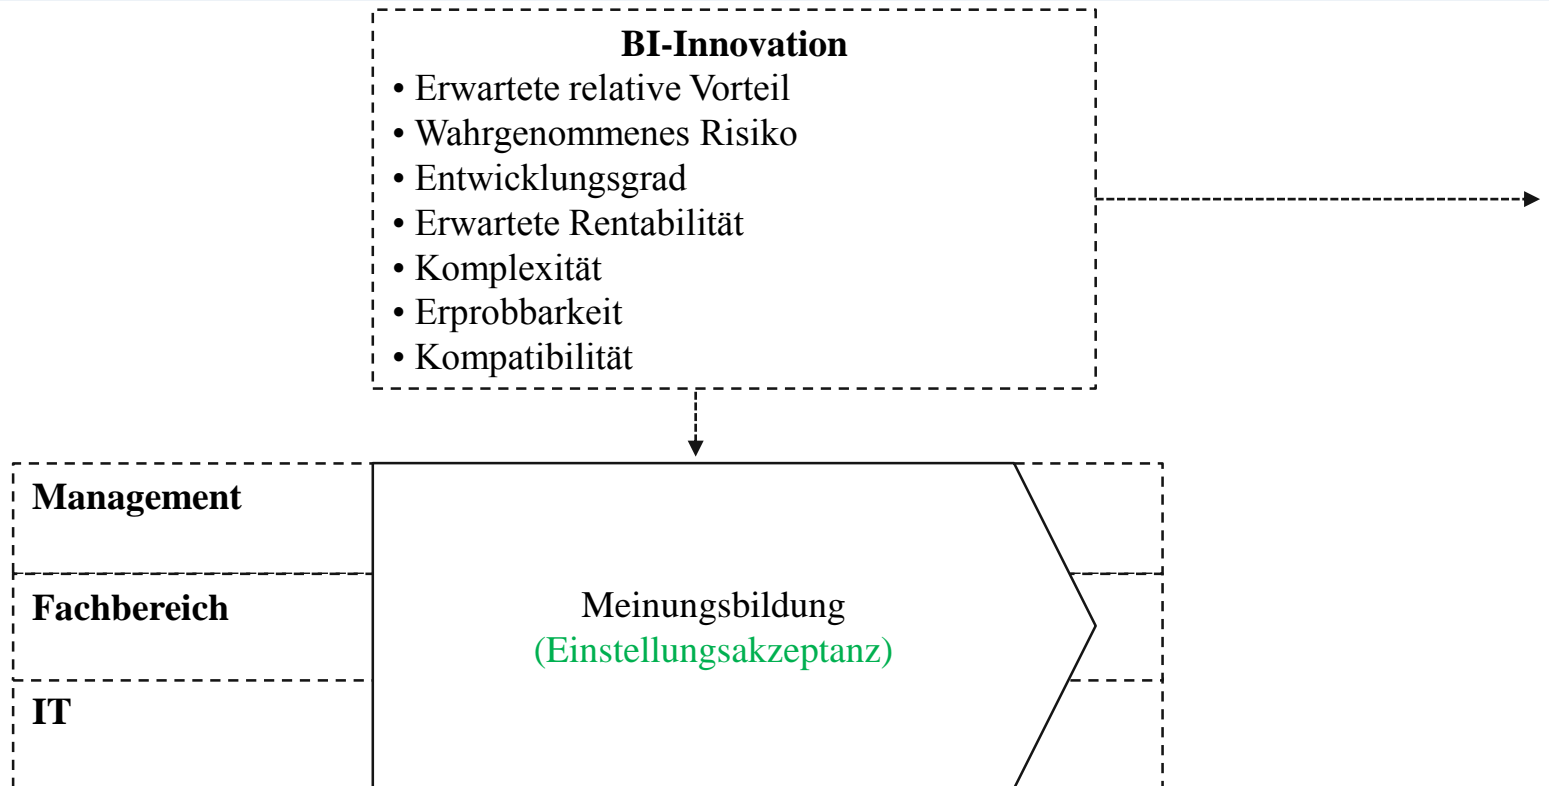 BI-Innovation
• Erwartete relative Vorteil
• Wahrgenommenes Risiko
• Entwicklungsgrad
• Erwartete Rentabilität
• Komplexität
• Erprobbarkeit
• Kompatibilität
Management
Fachbereich
Meinungsbildung
(Einstellungsakzeptanz)
IT